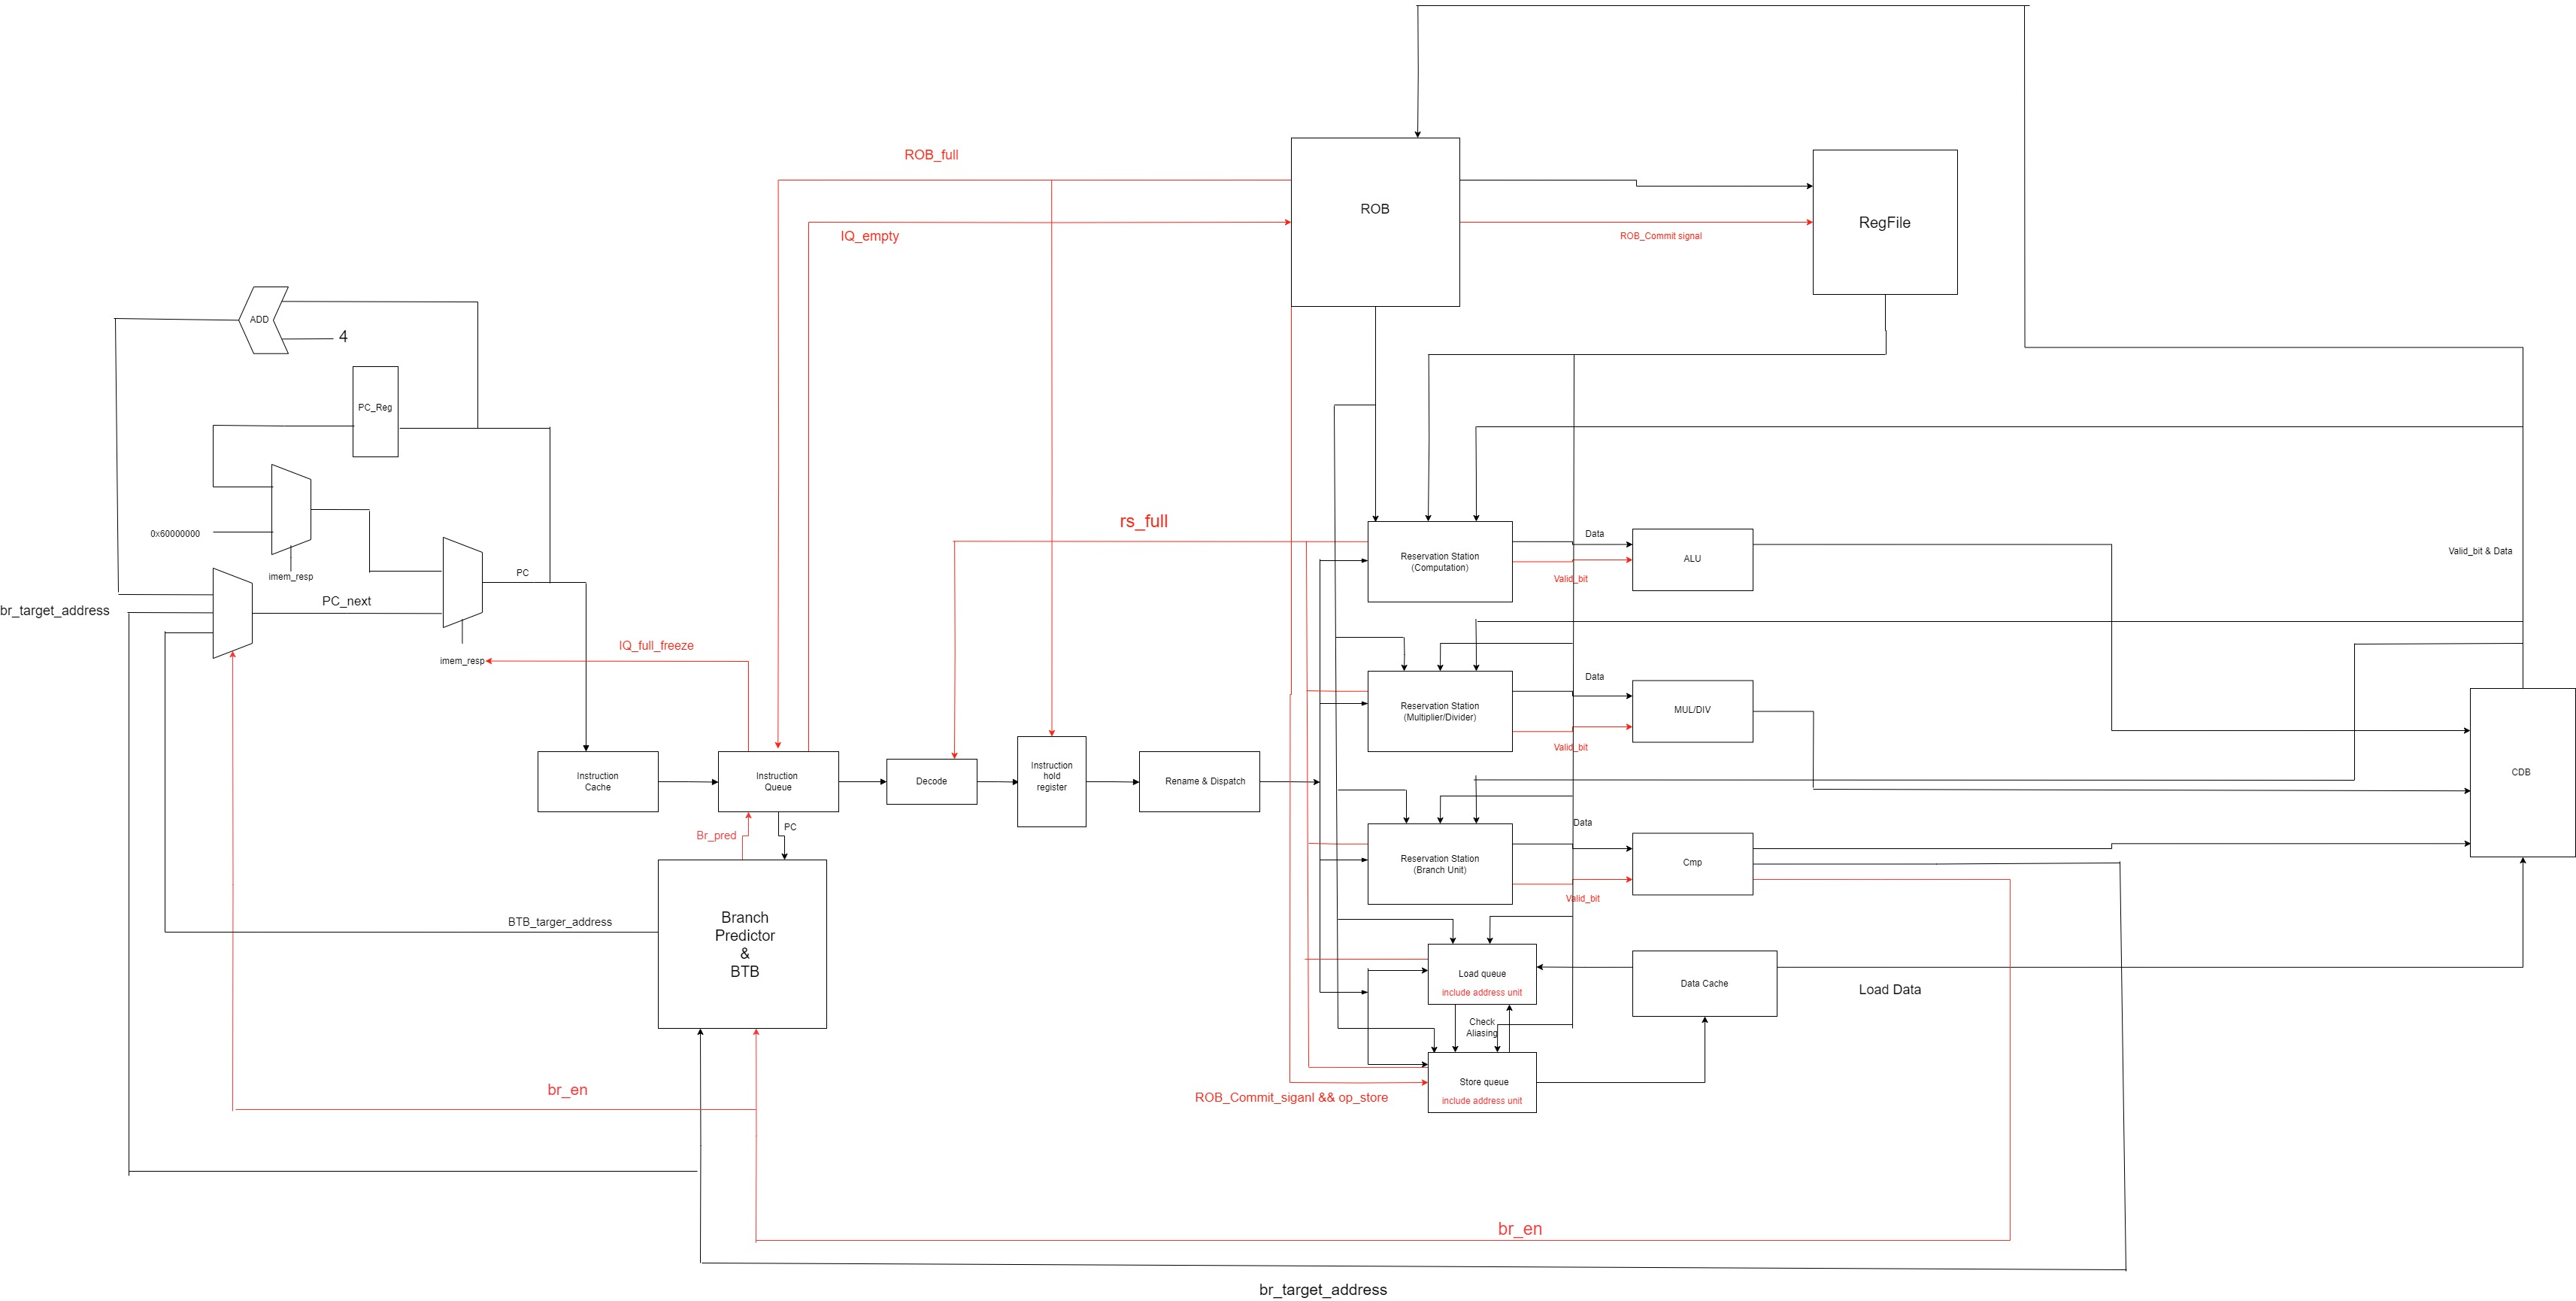 ROB_full
ROB
RegFile
IQ_empty
ROB_Commit signal
ADD
4
PC_Reg
0x60000000
imem_resp
PC
br_target_address
PC_next
IQ_full_freeze
imem_resp
rs_full
Reservation Station
(Computation)
Data
Valid_bit
ALU
Valid_bit & Data
Reservation Station
(Multiplier/Divider)
Data
Valid_bit
MUL/DIV
Instruction
Cache
Instruction
Queue
Decode
Instruction
hold
register
Rename & Dispatch
CDB
Br_pred
PC
Reservation Station
(Branch Unit)
Data
Valid_bit
Cmp
Branch
Predictor
&
BTB
BTB_targer_address
Load queue
include address unit
Data Cache
Load Data
Check
Aliasing
Store queue
include address unit
br_en
ROB_Commit_siganl && op_store
br_en
br_target_address